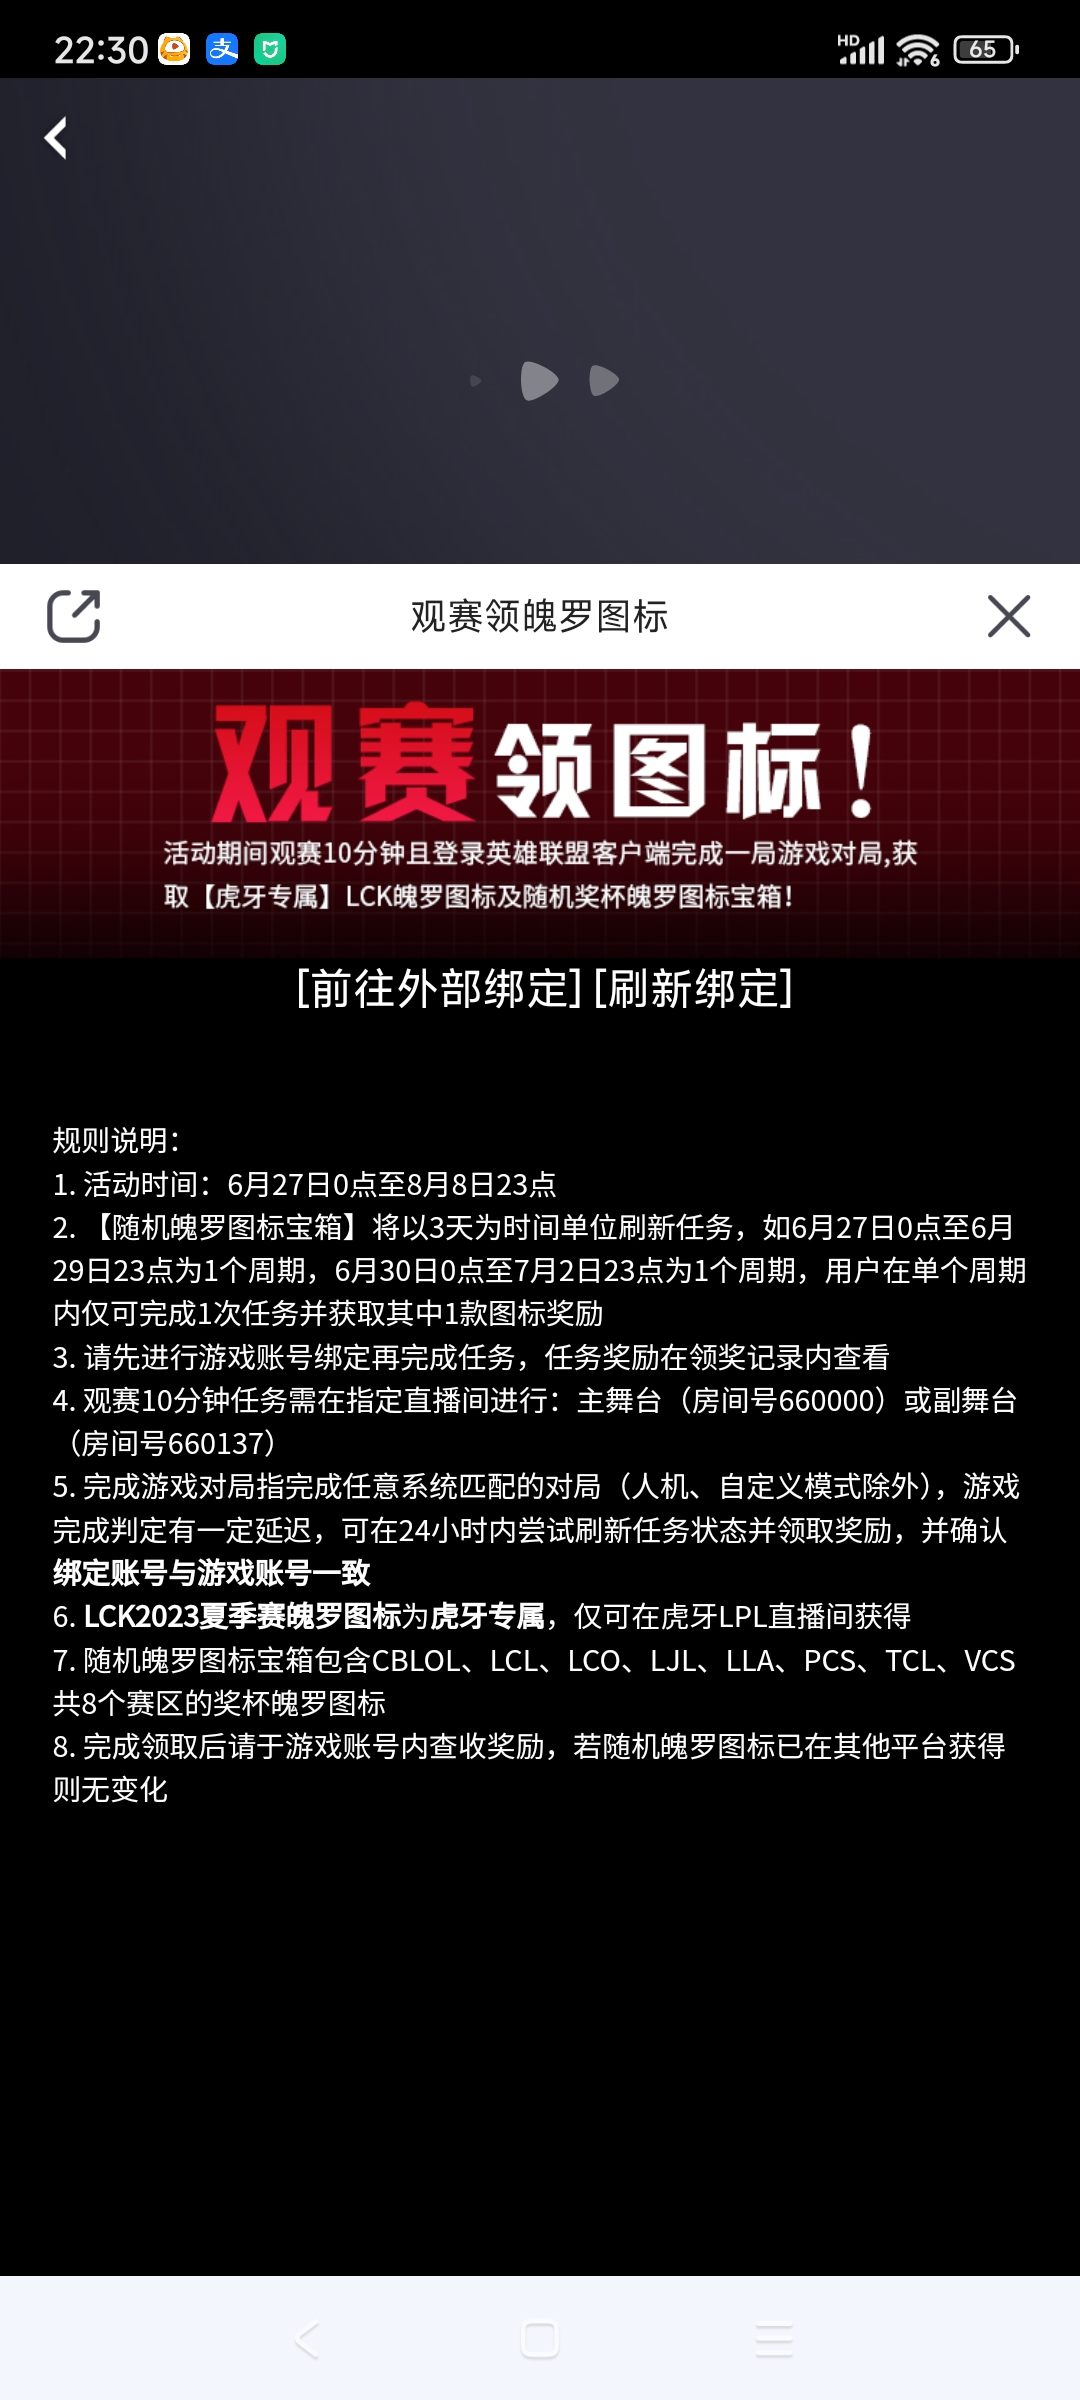 22:30
HD
6
65
观赛领魄罗图标
观赛领图标！
活动期间观赛10分钟且登录英雄联盟客户端完成一局游戏对局,获
取【虎牙专属】LCK魄罗图标及随机奖杯魄罗图标宝箱！
[前往外部绑定] [刷新绑定]
规则说明：
1. 活动时间：6月27日0点至8月8日23点
2. 【随机魄罗图标宝箱】将以3天为时间单位刷新任务，如6月27日0点至6月
29日23点为1个周期，6月30日0点至7月2日23点为1个周期，用户在单个周期
内仅可完成1次任务并获取其中1款图标奖励
3. 请先进行游戏账号绑定再完成任务，任务奖励在领奖记录内查看
4. 观赛10分钟任务需在指定直播间进行：主舞台（房间号660000）或副舞台
（房间号660137）
5. 完成游戏对局指完成任意系统匹配的对局（人机、自定义模式除外），游戏
完成判定有一定延迟，可在24小时内尝试刷新任务状态并领取奖励，并确认
绑定账号与游戏账号一致
6. LCK2023夏季赛魄罗图标为虎牙专属，仅可在虎牙LPL直播间获得
7. 随机魄罗图标宝箱包含CBLOL、LCL、LCO、LJL、LLA、PCS、TCL、VCS
共8个赛区的奖杯魄罗图标
8. 完成领取后请于游戏账号内查收奖励，若随机魄罗图标已在其他平台获得
则无变化